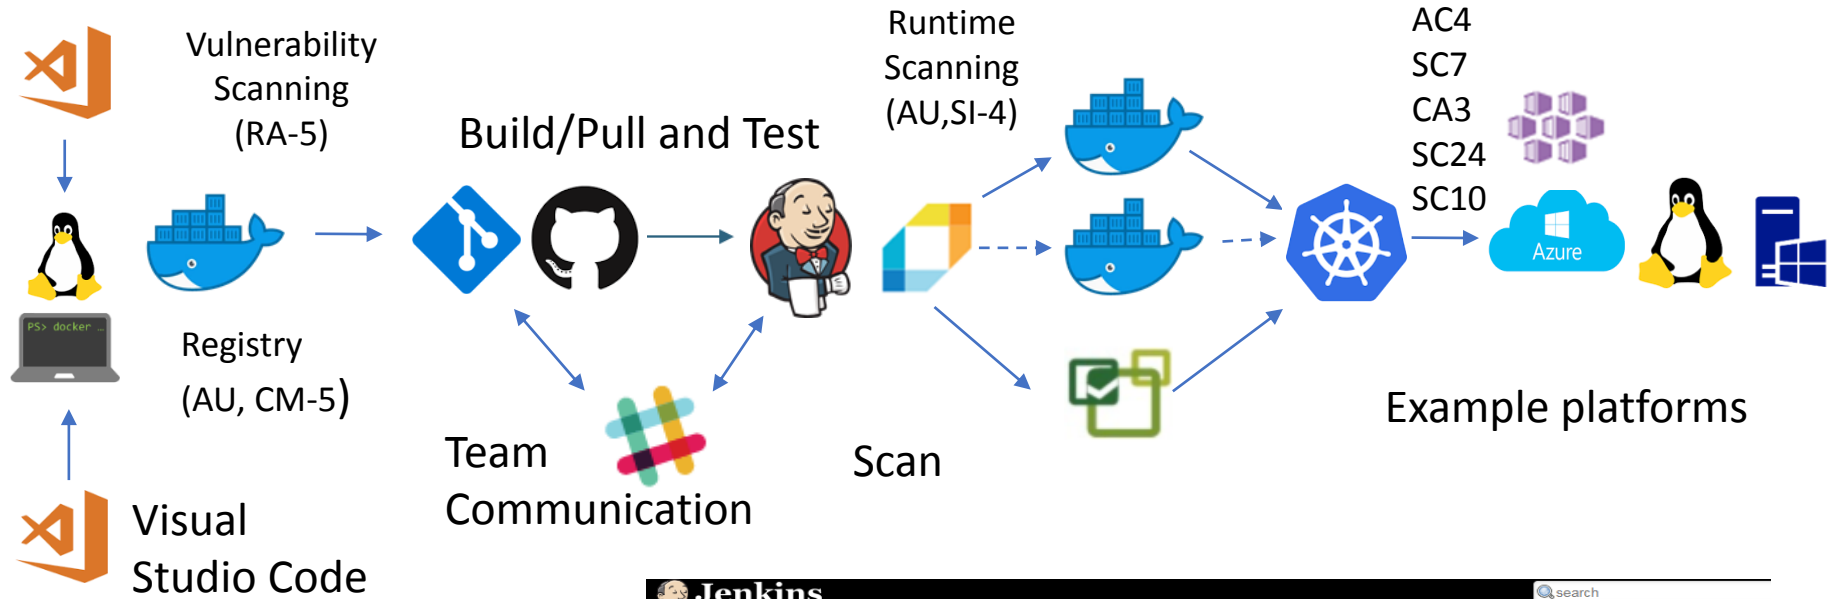 Vulnerability
Scanning
(RA-5)
Build/Pull and Test
Runtime
Scanning
(AU,SI-4)
AC4
SC7
CA3
SC24
SC10
Azure
PS> docker ...
Registry
(AU, CM-5)
Team
Communication
Scan
Example platforms
Visual
Studio Code
Jenkins
search